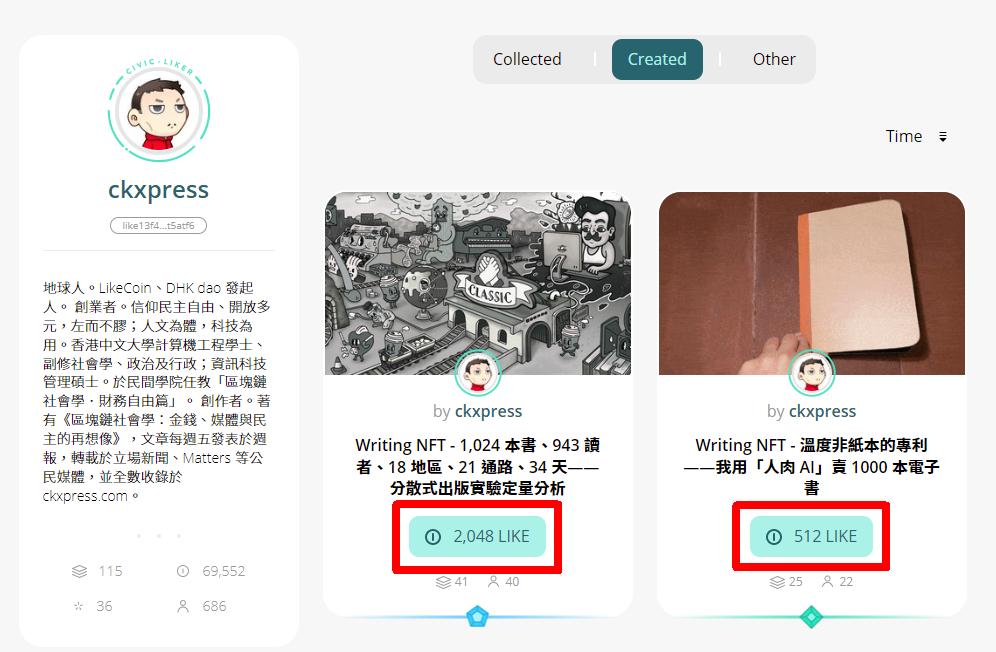 CIVIC-LIKER
ckxpress
like13f4...t5atf6
地球人。LikeCoin、DHK dao 發起
人。 創業者。信仰民主自由、開放多
元，左而不膠；人文為體，科技為
用。香港中文大學計算機工程學士、
副修社會學、政治及行政；資訊科技
管理碩士。於民間學院任教「區塊鏈
社會學．財務自由篇」。 創作者。著
有《區塊鏈社會學：金錢、媒體與民
主的再想像》，文章每週五發表於週
報，轉載於立場新聞、Matters 等公
民媒體，並全數收錄於
ckxpress.com。
115
69,552
36
686
Collected
Created
Other
Time
CLASSIC
by ckxpress
Writing NFT - 1,024 本書、943 讀
者、18 地區、21 通路、34 天——
分散式出版實驗定量分析
2,048 LIKE
41
40
by ckxpress
Writing NFT - 溫度非紙本的專利
——我用「人肉 AI」賣 1000 本電子
書
512 LIKE
25
22